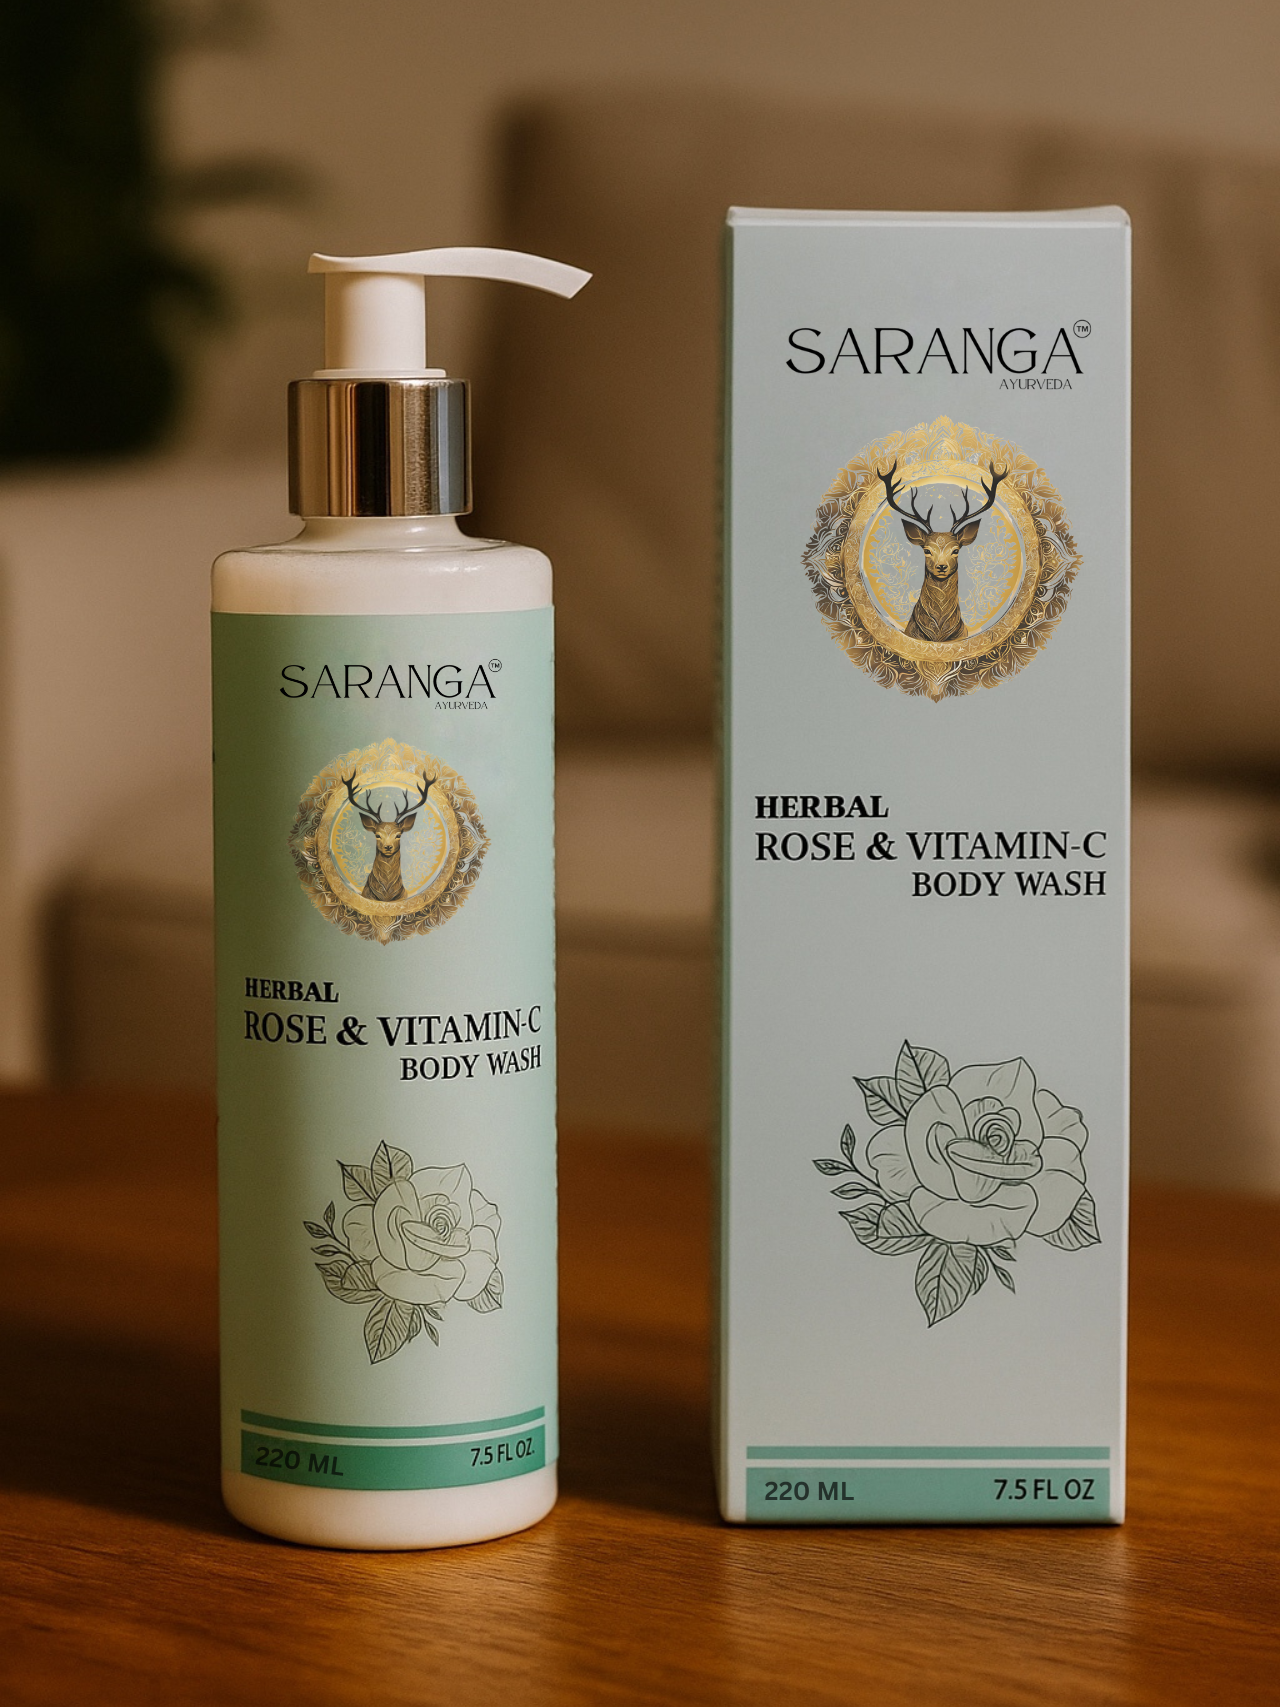 SARANGA™
AYURVEDA
HERBAL
ROSE & VITAMIN-C
BODY WASH
220 ML 7.5 FL OZ.
SARANGA™
AYURVEDA
HERBAL
ROSE & VITAMIN-C
BODY WASH
220 ML 7.5 FL OZ